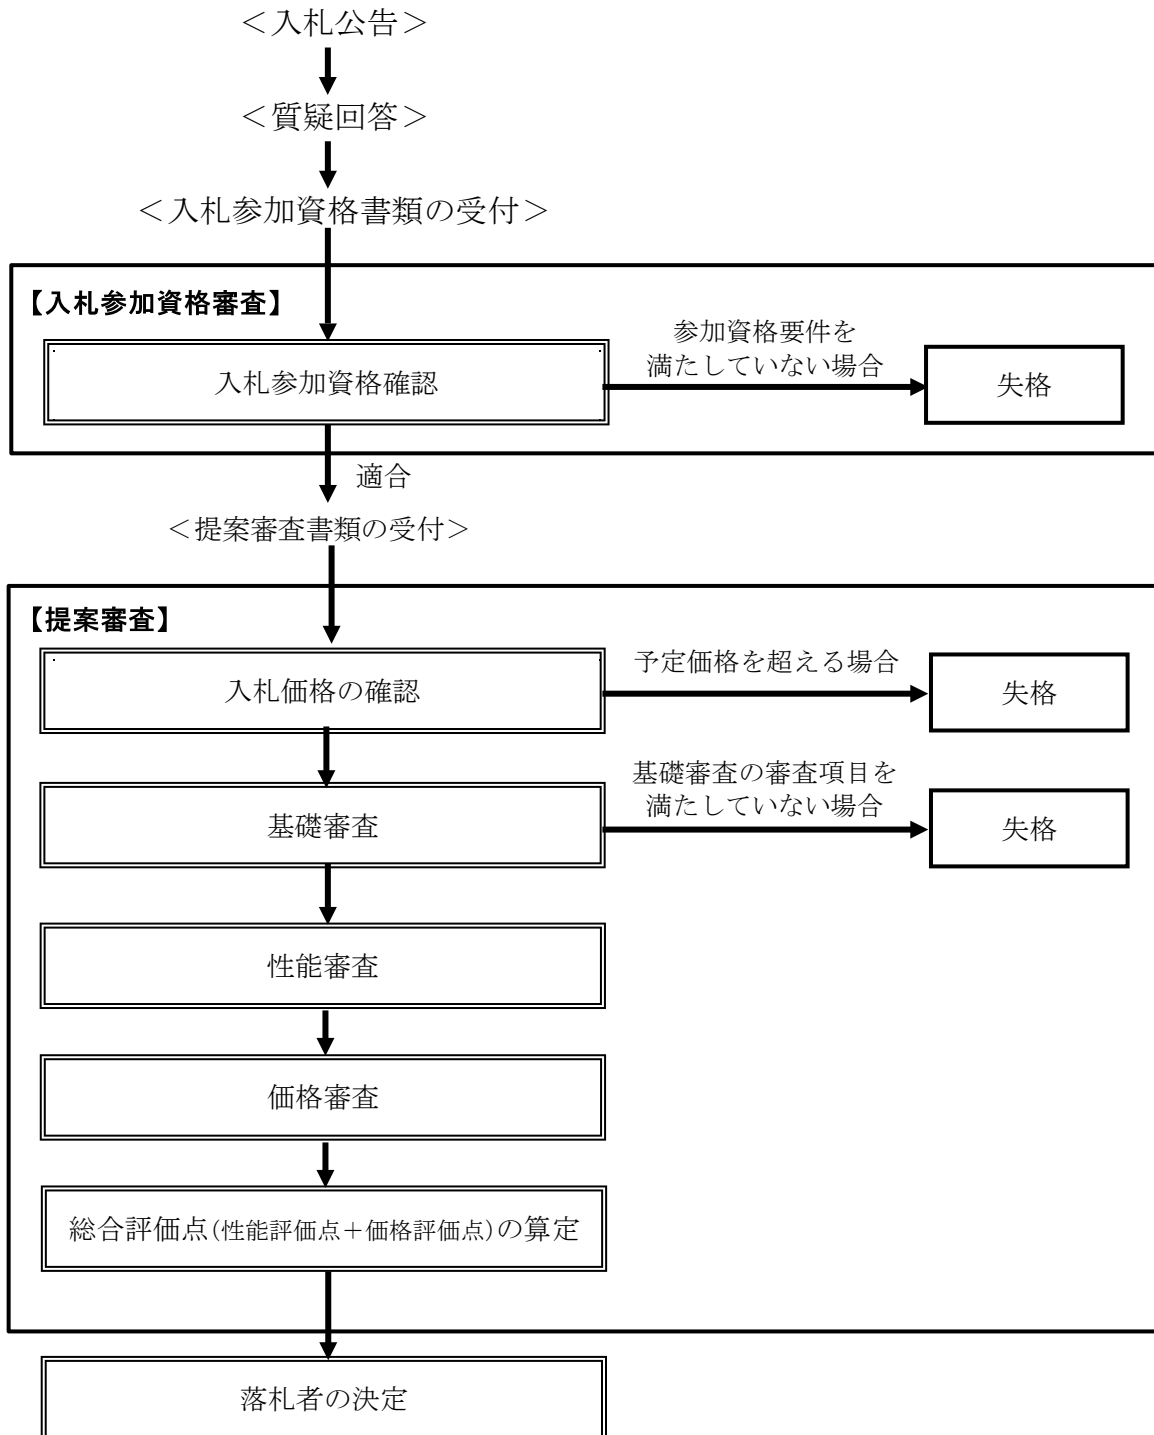 ＜入札公告＞
＜質疑回答＞
＜入札参加資格書類の受付＞
【入札参加資格審査】
参加資格要件を
満たしていない場合
入札参加資格確認
失格
適合
＜提案審査書類の受付＞
【提案審査】
予定価格を超える場合
入札価格の確認
失格
基礎審査の審査項目を
満たしていない場合
基礎審査
失格
性能審査
価格審査
総合評価点(性能評価点＋価格評価点)の算定
落札者の決定